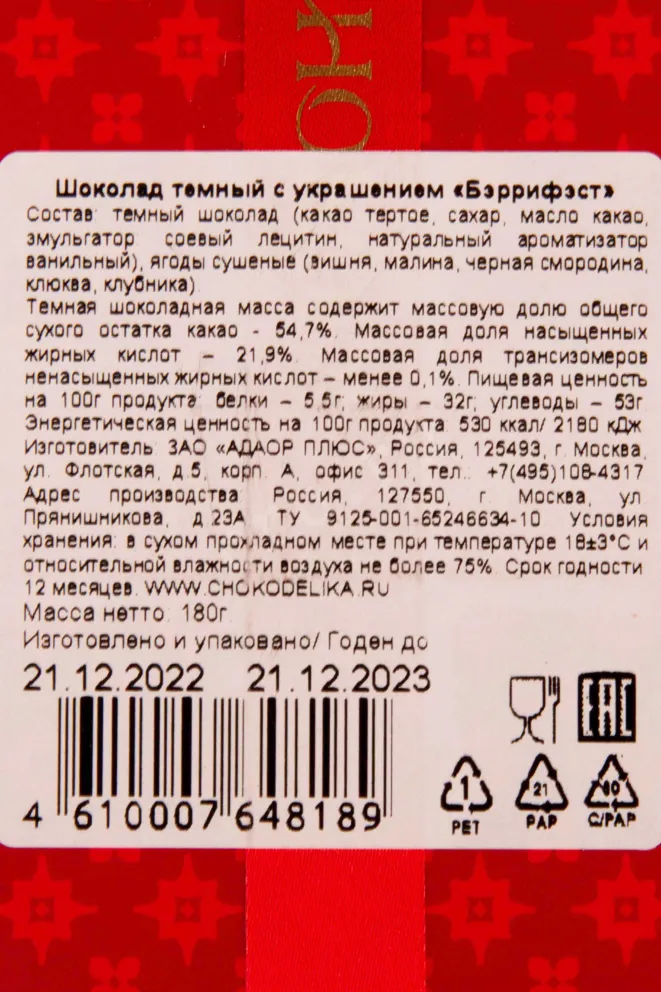 ОК
Шоколад темный с украшением «Бэррифэст»
Состав: темный шоколад (какао тертое, сахар, масло какао,
эмульгатор соевый лецитин, натуральный ароматизатор
ванильный), ягоды сушеные (вишня, малина, черная смородина,
клюква, клубника).
Темная шоколадная масса содержит массовую долю общего
сухого остатка какао - 54,7%. Массовая доля насыщенных
жирных кислот – 21,9%. Массовая доля трансизомеров
ненасыщенных жирных кислот – менее 0,1%. Пищевая ценность
на 100г продукта: белки – 5.5г; жиры – 32г; углеводы – 53г
Энергетическая ценность на 100г продукта: 530 ккал/ 2180 кДж
Изготовитель: ЗАО «АДАОР ПЛЮС», Россия, 125493, г. Москва,
ул. Флотская, д.5, корп. А, офис 311, тел.: +7(495)108-4317
Адрес производства: Россия, 127550, г. Москва, ул.
Прянишникова, д.23А. ТУ 9125-001-65246634-10. Условия
хранения: в сухом прохладном месте при температуре 18±3°С и
относительной влажности воздуха не более 75%. Срок годности
12 месяцев. WWW.CHOKODELIKA.RU
Масса нетто: 180г.
Изготовлено и упаковано/ Годен до
21.12.2022 21.12.2023
EAC
4 610007 648189
1 21 80
PET PAP C/PAP